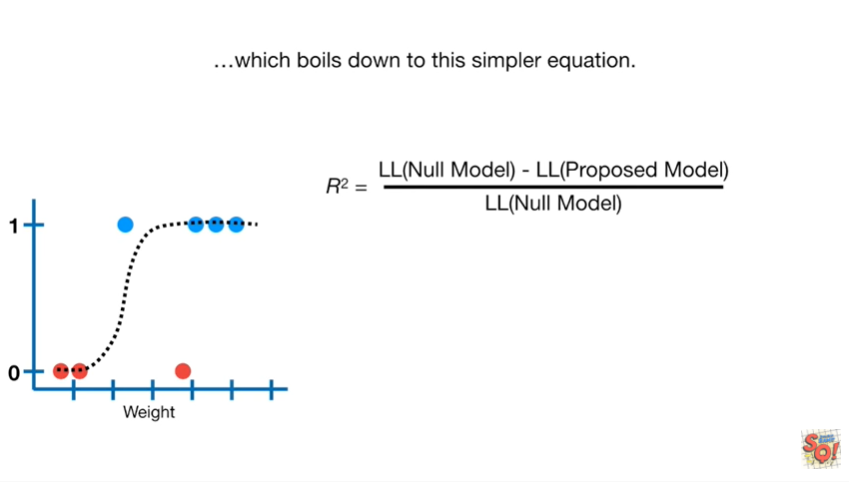 …which boils down to this simpler equation.
LL(Null Model) - LL(Proposed Model)
R² =
LL(Null Model)
1
0
Weight
SQ!